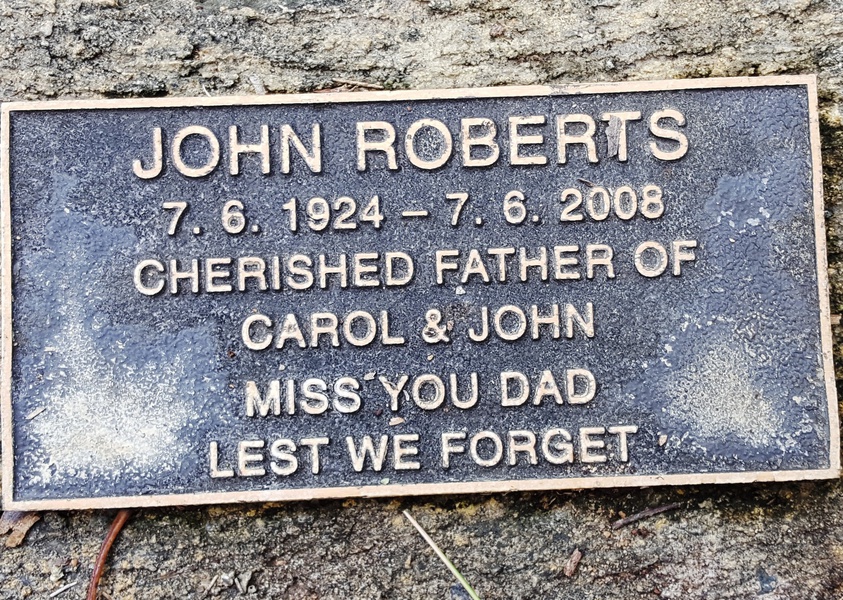 JOHN ROBERTS
7. 6. 1924 – 7. 6. 2008
CHERISHED FATHER OF
CAROL & JOHN
MISS YOU DAD
LEST WE FORGET